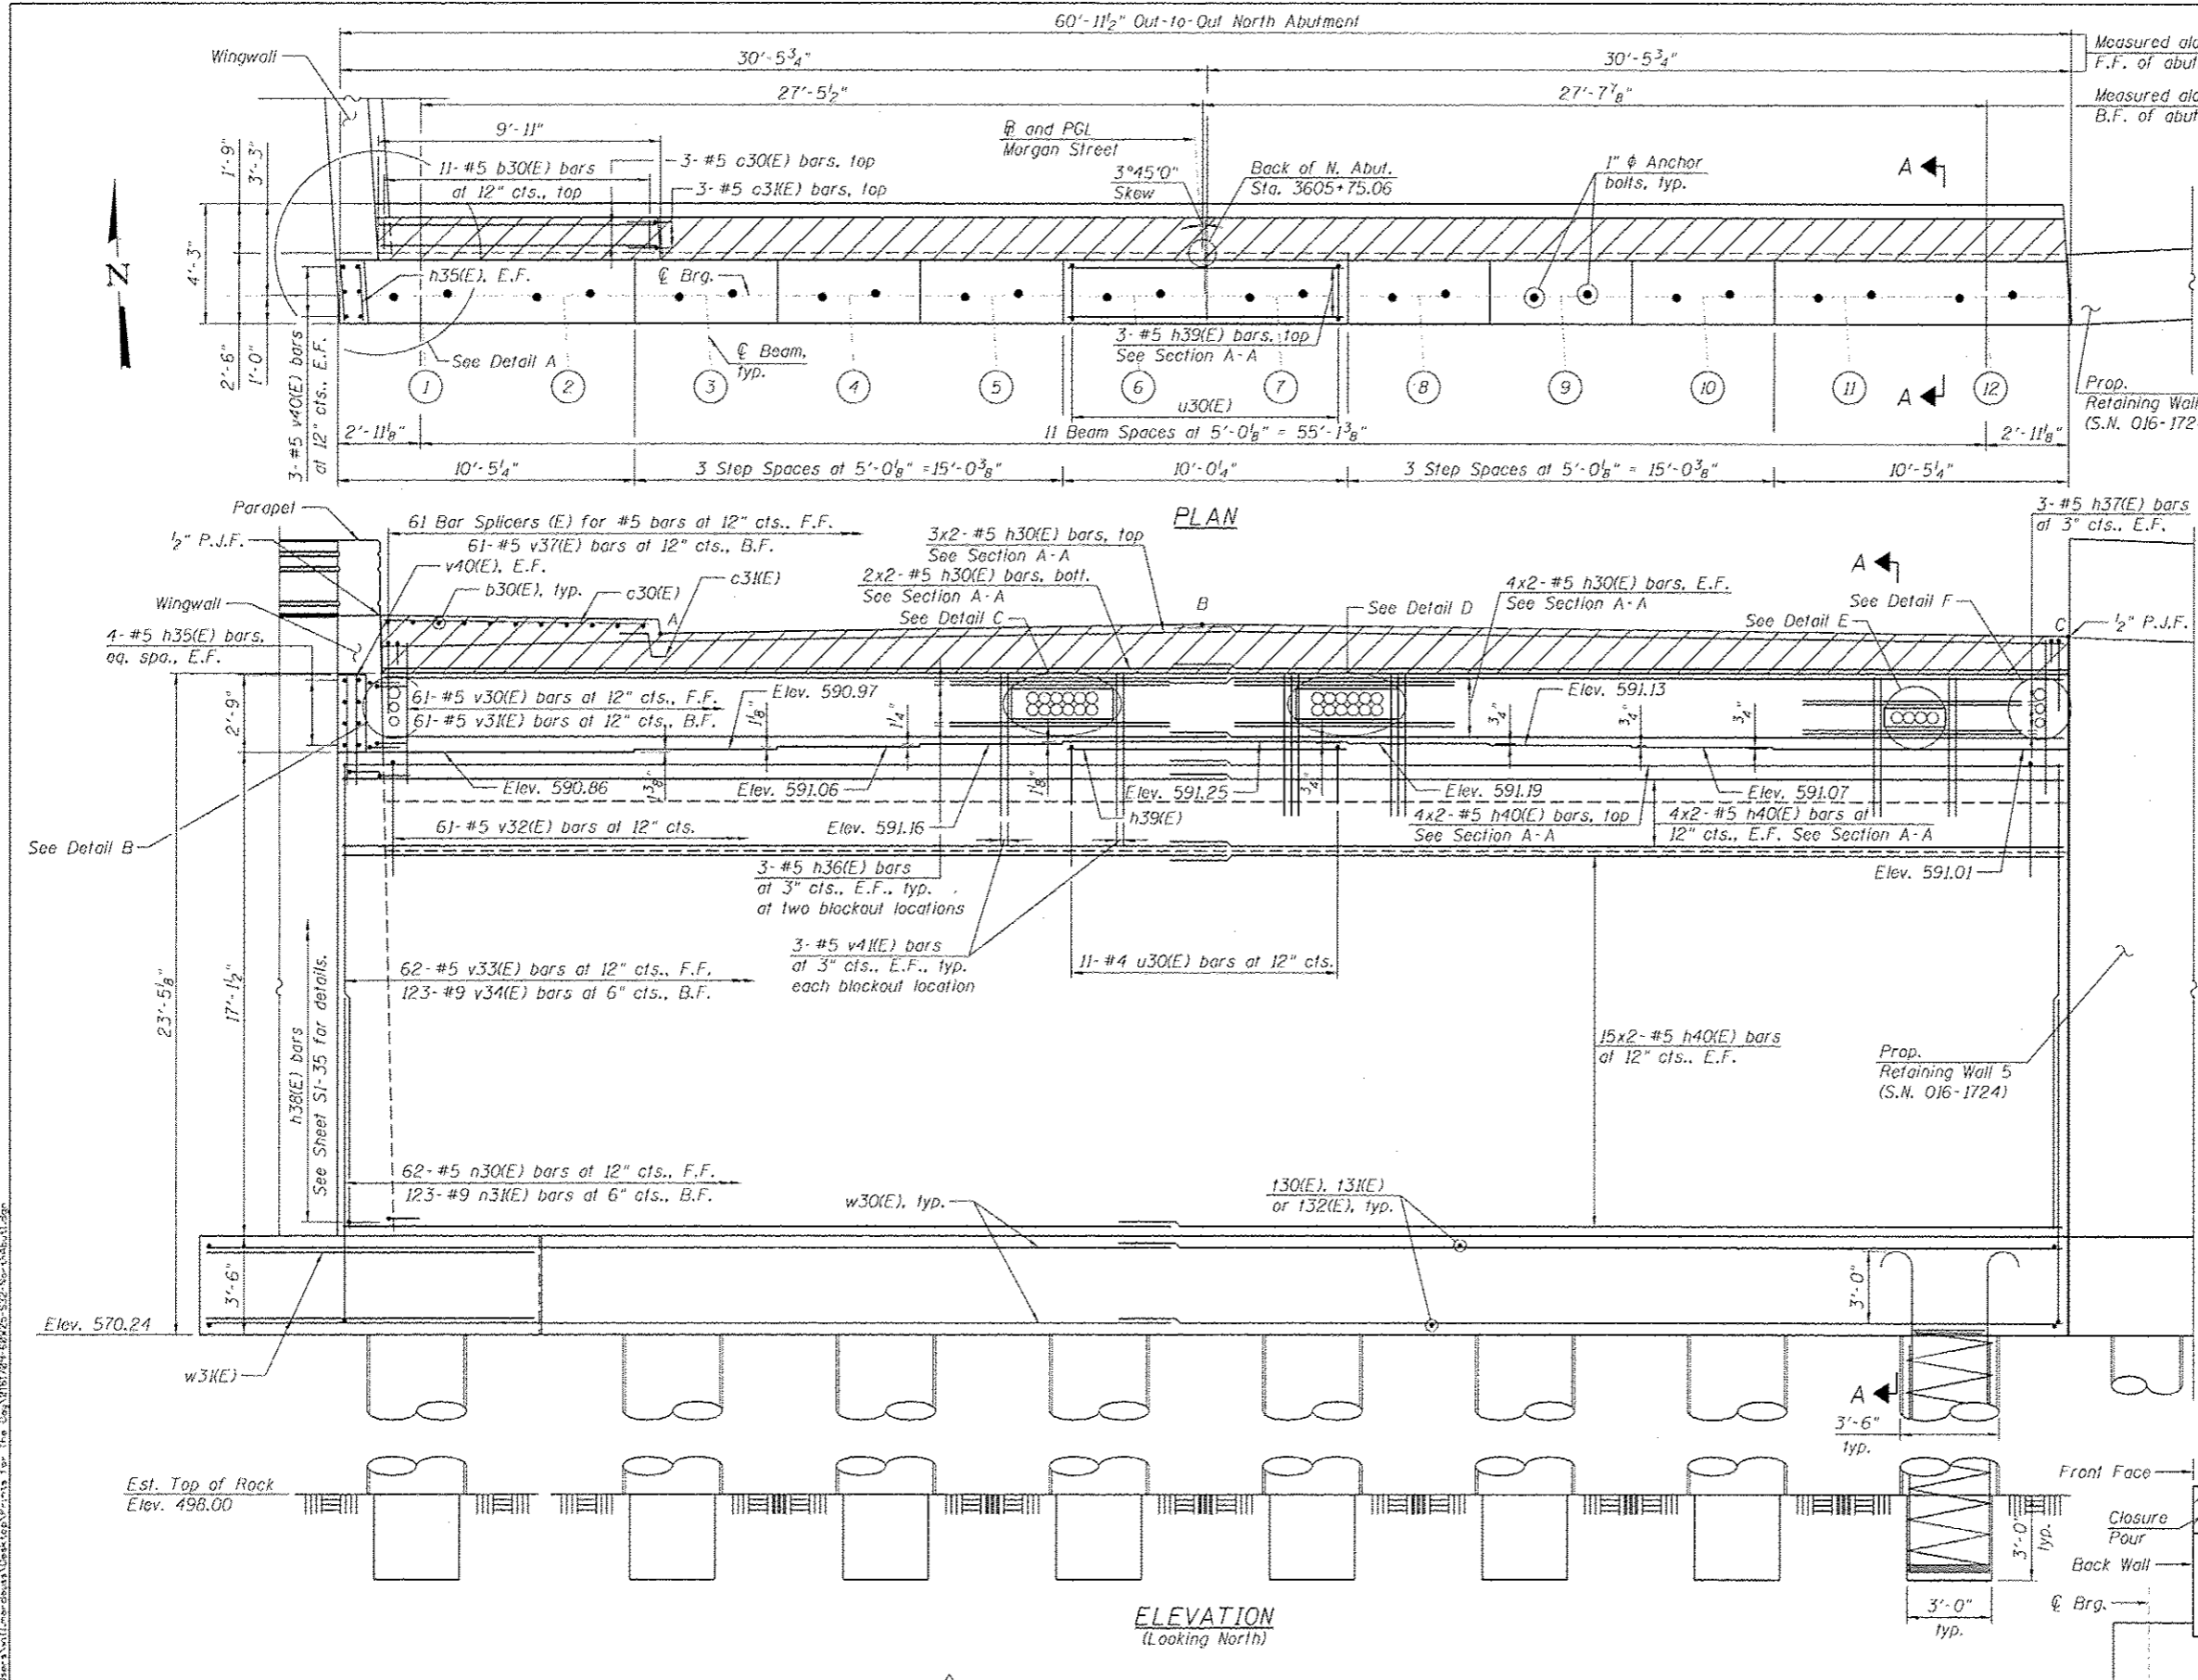 60'-11½" Out-to-Out North Abutment
Wingwall
30'-5¾"
30'-5¾"
Measured alo
F.F. of abut
27'-5½"
27'-7⅞"
Measured alo
B.F. of abut
9'-11"
1'-9"
3'-3"
11- #5 b30(E) bars
at 12" cts., top
3- #5 c30(E) bars, top
3- #5 c31(E) bars, top
℞ and PGL
Morgan Street
3°45'0"
Skew
Back of N. Abut.
Sta. 3605+75.06
1" ϕ Anchor
bolts, typ.
A
N
4'-3"
h35(E), E.F.
℄ Brg.
3- #5 v40(E) bars
at 12" cts., E.F.
2'-6"
1'-0"
See Detail A
℄ Beam,
typ.
3- #5 h39(E) bars, top
See Section A-A
1
2
3
4
5
6
7
8
9
10
11
12
A
u30(E)
Prop.
Retaining Wall
(S.N. 016-172
2'-11⅛"
11 Beam Spaces at 5'-0⅛" = 55'-1⅜"
2'-11⅛"
10'-5¼"
3 Step Spaces at 5'-0⅛" =15'-0⅜"
10'-0¼"
3 Step Spaces at 5'-0⅛" = 15'-0⅜"
10'-5¼"
PLAN
Parapet
½" P.J.F.
61 Bar Splicers (E) for #5 bars at 12" cts., F.F.
61- #5 v37(E) bars at 12" cts., B.F.
v40(E), E.F.
b30(E), typ.
c30(E)
c31(E)
3x2- #5 h30(E) bars, top
See Section A-A
2x2- #5 h30(E) bars, bott.
See Section A-A
See Detail C
A
B
See Detail D
4x2- #5 h30(E) bars, E.F.
See Section A-A
A
3- #5 h37(E) bars
at 3" cts., E.F.
See Detail F
See Detail E
C
½" P.J.F.
Wingwall
4- #5 h35(E) bars,
eq. spa., E.F.
2'-9"
61- #5 v30(E) bars at 12" cts., F.F.
61- #5 v31(E) bars at 12" cts., B.F.
Elev. 590.97
1⅛"
1¼"
Elev. 591.13
¾"
¾"
¾"
Elev. 590.86
1⅜"
Elev. 591.06
1⅛"
Elev. 591.25
¾"
Elev. 591.19
Elev. 591.07
61- #5 v32(E) bars at 12" cts.
Elev. 591.16
h39(E)
4x2- #5 h40(E) bars, top
See Section A-A
4x2- #5 h40(E) bars at
12" cts., E.F. See Section A-A
See Detail B
Elev. 591.01
3- #5 h36(E) bars
at 3" cts., E.F., typ.
at two blockout locations
3- #5 v41(E) bars
at 3" cts., E.F., typ.
each blockout location
11- #4 u30(E) bars at 12" cts.
62- #5 v33(E) bars at 12" cts., F.F.
123- #9 v34(E) bars at 6" cts., B.F.
23'-5⅛"
17'-1½"
h38(E) bars
See Sheet S1-35 for details.
15x2- #5 h40(E) bars
at 12" cts., E.F.
Prop.
Retaining Wall 5
(S.N. 016-1724)
62- #5 n30(E) bars at 12" cts., F.F.
123- #9 n31(E) bars at 6" cts., B.F.
w30(E), typ.
t30(E), t31(E)
or t32(E), typ.
3'-6"
3'-0"
Elev. 570.24
w31(E)
A
3'-6"
typ.
Est. Top of Rock
Elev. 498.00
Front Face
Closure
Pour
Back Wall
3'-0"
typ.
℄ Brg.
3'-0"
typ.
ELEVATION
(Looking North)